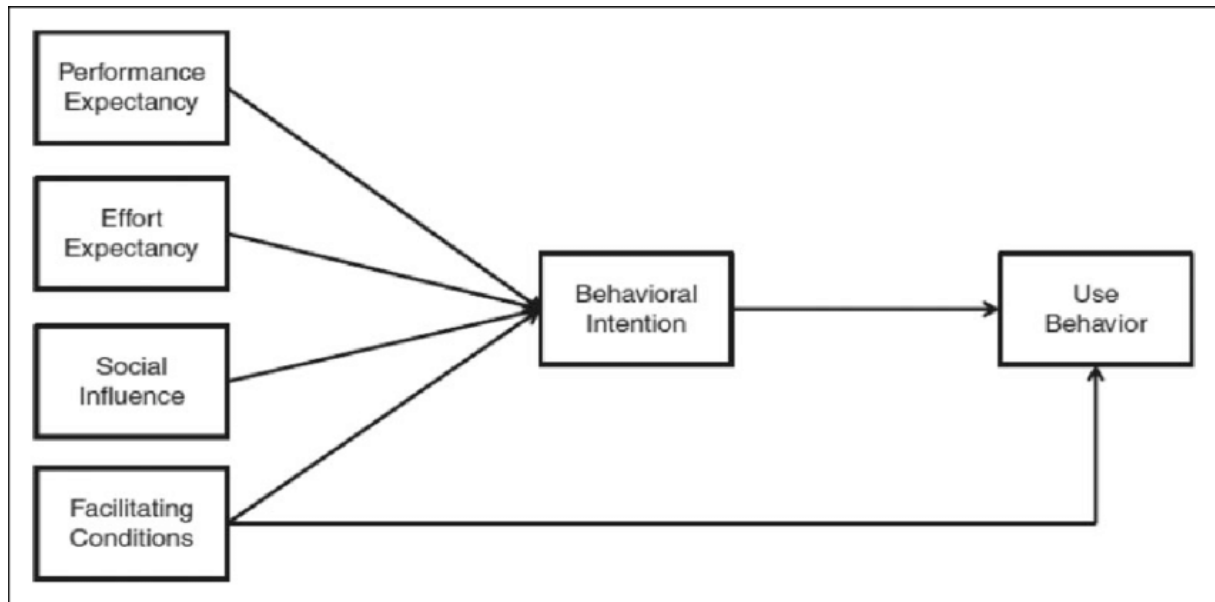 Performance
Expectancy
Effort
Expectancy
Social
Influence
Facilitating
Conditions
Behavioral
Intention
Use
Behavior